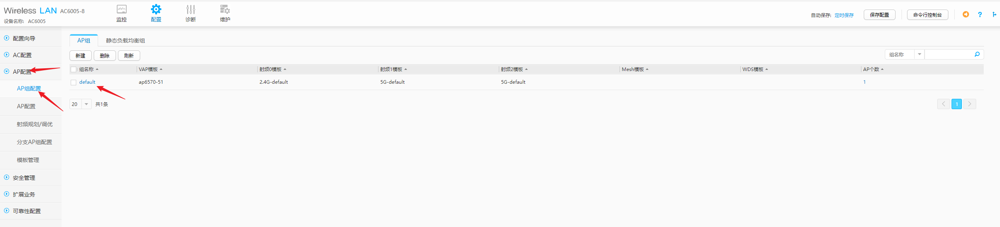 Wireless LAN AC6005-8
设备名称: AC6005
监控
配置
诊断
维护
自动保存: 定时保存
保存配置
命令行控制台
?
配置向导
AC配置
AP配置
AP组配置
AP配置
射频规划/调优
分支AP组配置
模板管理
安全管理
扩展业务
可靠性配置
AP组 静态负载均衡组
新建 删除 刷新
组名称
组名称 VAP模板 射频0模板 射频1模板 射频2模板 Mesh模板 WDS模板 AP个数
default ap6570-51 2.4G-default 5G-default 5G-default 1
20 共1条
1